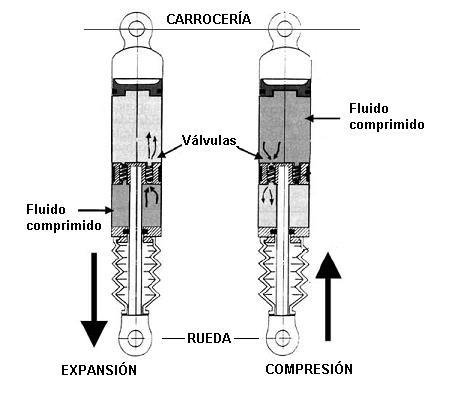 CARROCERÍA
Fluido
comprimido
Válvulas
Fluido
comprimido
RUEDA
EXPANSIÓN
COMPRESIÓN